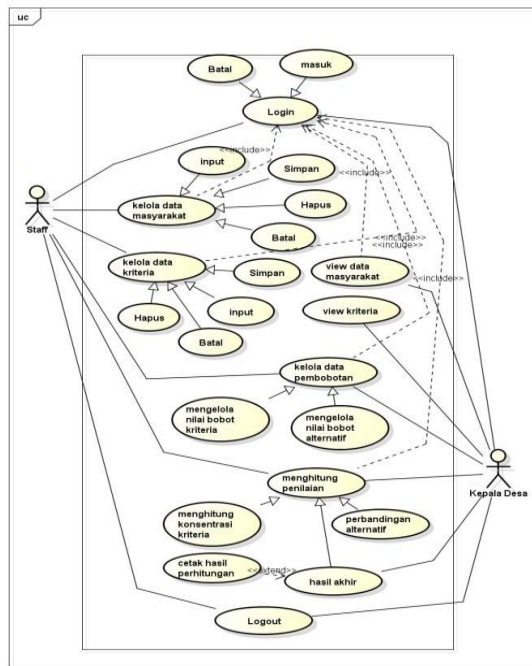 uc
Batal
masuk
Login
<<include>>
input
Simpan
<<include>>
kelola data
masyarakat
Hapus
Staff
Batal
<<include>>
<<include>>
kelola data
kriteria
Simpan
view data
masyarakat
<<include>>
Hapus
input
view kriteria
Batal
kelola data
pembobotan
mengelola
nilai bobot
kriteria
mengelola
nilai bobot
alternatif
menghitung
penilaian
Kepala Desa
menghitung
konsentrasi
kriteria
perbandingan
alternatif
cetak hasil
perhitungan
<<extend>>
hasil akhir
Logout